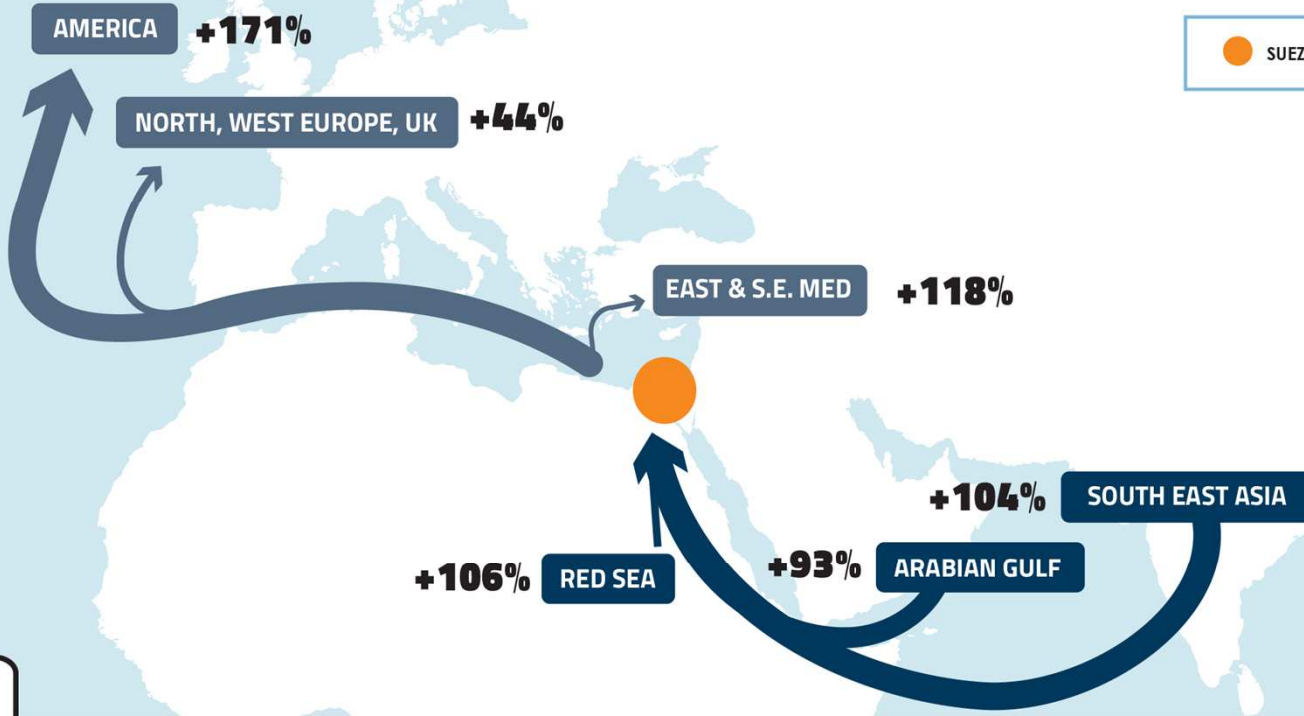 AMERICA +171%
SUEZ
NORTH, WEST EUROPE, UK +44%
EAST & S.E. MED +118%
+104% SOUTH EAST ASIA
+93% ARABIAN GULF
+106% RED SEA